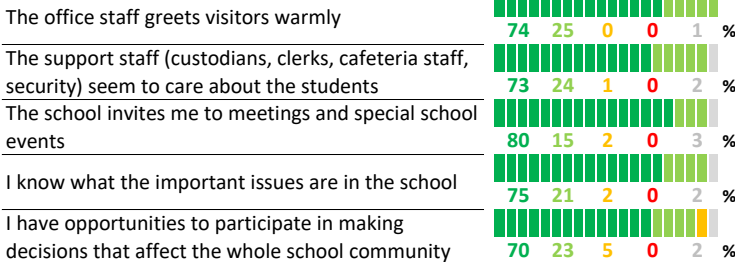 The office staff greets visitors warmly
74 25 0 0 1 %
The support staff (custodians, clerks, cafeteria staff,
security) seem to care about the students
73 24 1 0 2 %
The school invites me to meetings and special school
events
80 15 2 0 3 %
I know what the important issues are in the school
75 21 2 0 2 %
I have opportunities to participate in making
decisions that affect the whole school community
70 23 5 0 2 %